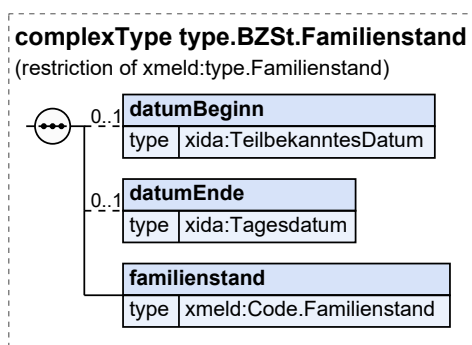 complexType type.BZSt.Familienstand
(restriction of xmeld:type.Familienstand)
0..1 datumBeginn
type xida:TeilbekanntesDatum
0..1 datumEnde
type xida:Tagesdatum
familienstand
type xmeld:Code.Familienstand